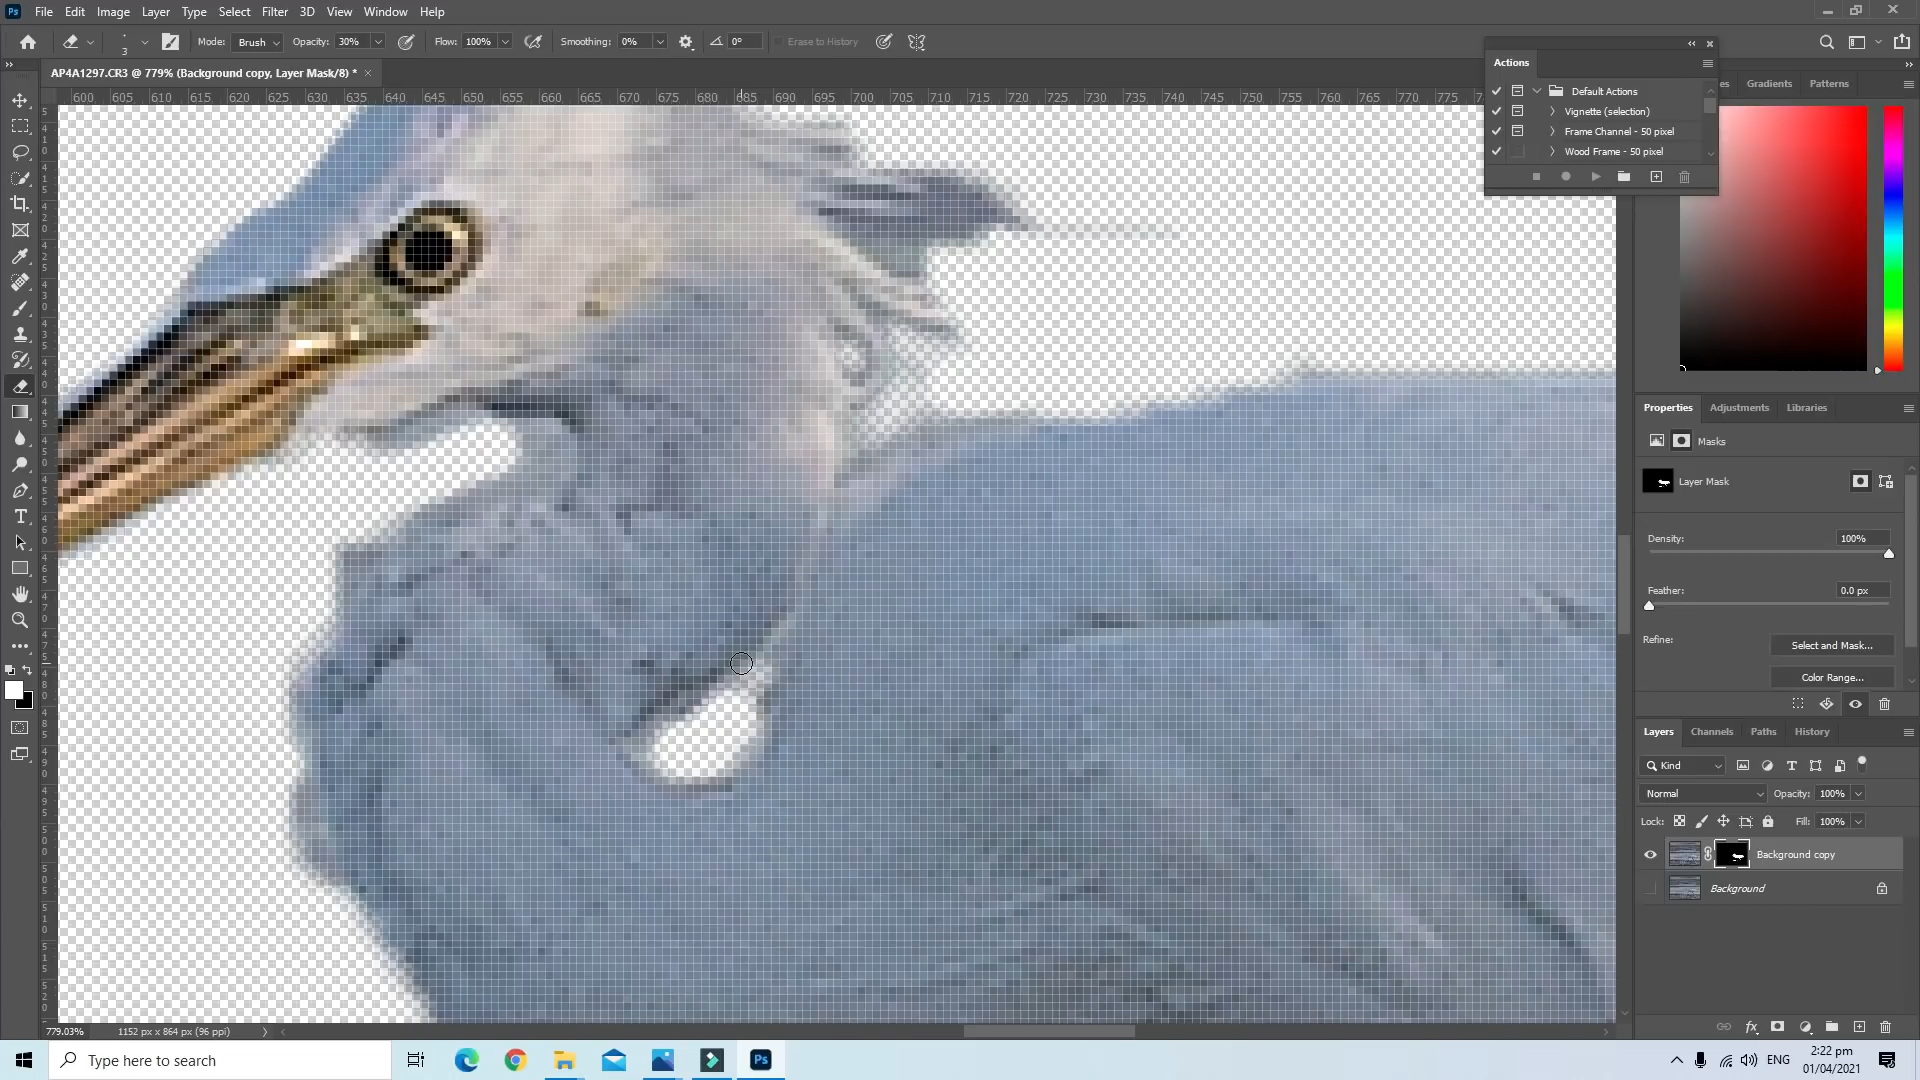 Ps File Edit Image Layer Type Select Filter 3D View Window Help
3 Mode: Brush Opacity: 30% Flow: 100% Smoothing: 0% 0° Erase to History
AP4A1297.CR3 @ 779% (Background copy, Layer Mask/8) *
600 605 610 615 620 625 630 635 640 645 650 655 660 665 670 675 680 685 690 695 700 705 710 715 720 725 730 735 740 745 750 755 760 765 770 775
Actions
Default Actions
Vignette (selection)
Frame Channel - 50 pixel
Wood Frame - 50 pixel
Gradients Patterns
Properties Adjustments Libraries
Masks
Layer Mask
Density: 100%
Feather: 0.0 px
Refine: Select and Mask...
Color Range...
Layers Channels Paths History
Kind
Normal Opacity: 100%
Lock: Fill: 100%
Background copy
Background
779.03% 1152 px x 864 px (96 ppi)
Type here to search
Ps
ENG
2:22 pm
01/04/2021